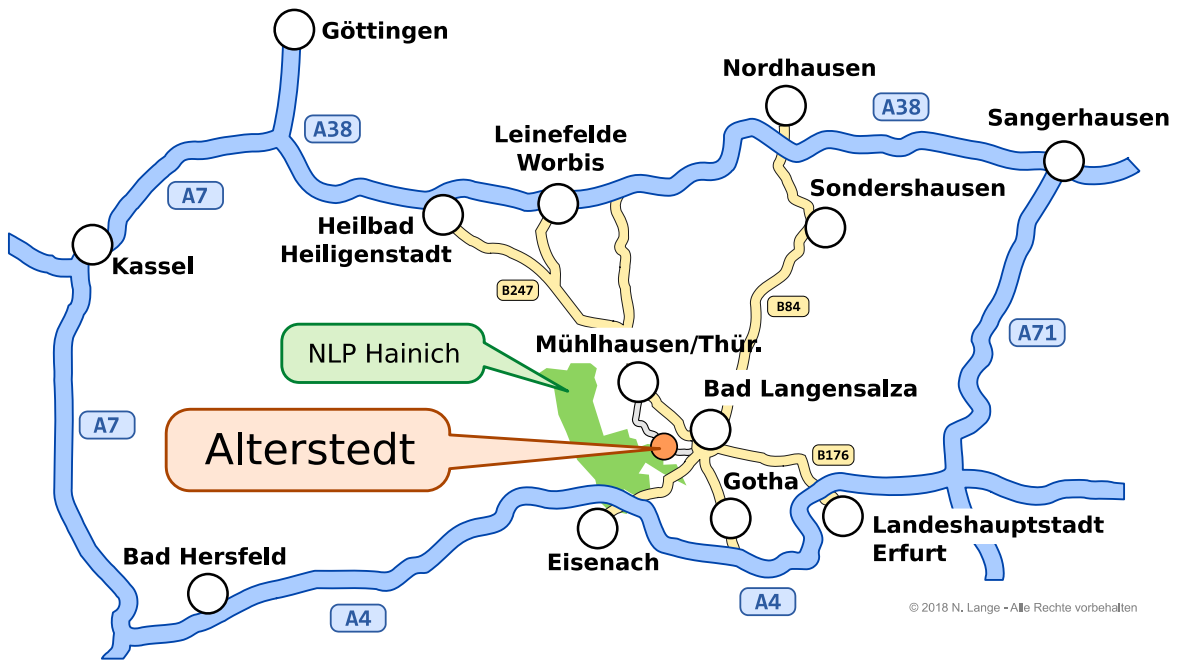 Göttingen
Nordhausen
A38
Sangerhausen
A38
Leinefelde
Worbis
A7
Sondershausen
Heilbad
Heiligenstadt
Kassel
B247
B84
A71
Mühlhausen/Thür.
NLP Hainich
Bad Langensalza
A7
Alterstedt
B176
Gotha
Landeshauptstadt
Erfurt
Bad Hersfeld
Eisenach
A4
A4
© 2018 N. Lange - Alle Rechte vorbehalten